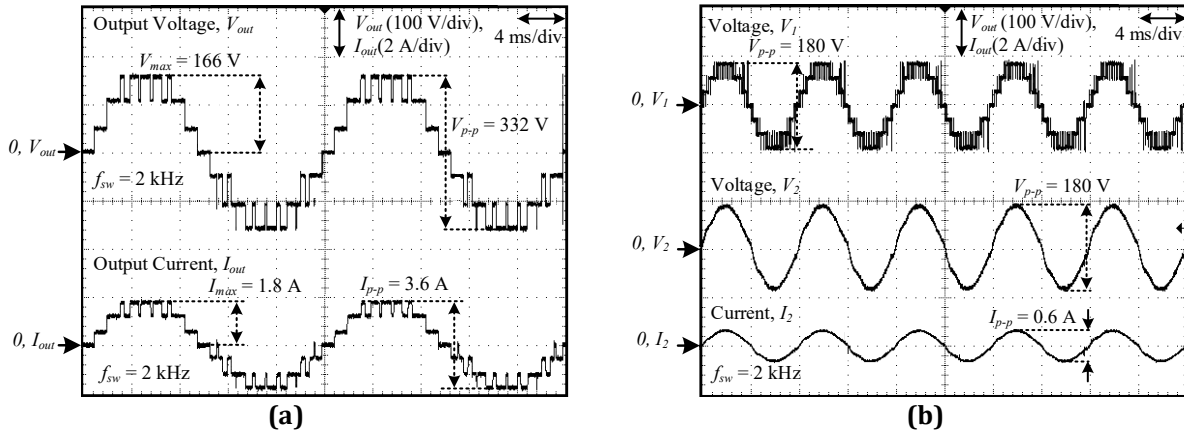 Output Voltage, Vout
Vout (100 V/div),
Iout(2 A/div)
4 ms/div
Vmax = 166 V
Vp-p = 332 V
0, Vout
fsw = 2 kHz
Output Current, Iout
Imax = 1.8 A
Ip-p = 3.6 A
0, Iout
fsw = 2 kHz
(a)
Voltage, V1
Vout (100 V/div),
Iout(2 A/div)
4 ms/div
Vp-p = 180 V
0, V1
Voltage, V2
Vp-p = 180 V
0, V2
Current, I2
Ip-p = 0.6 A
0, I2
fsw = 2 kHz
(b)